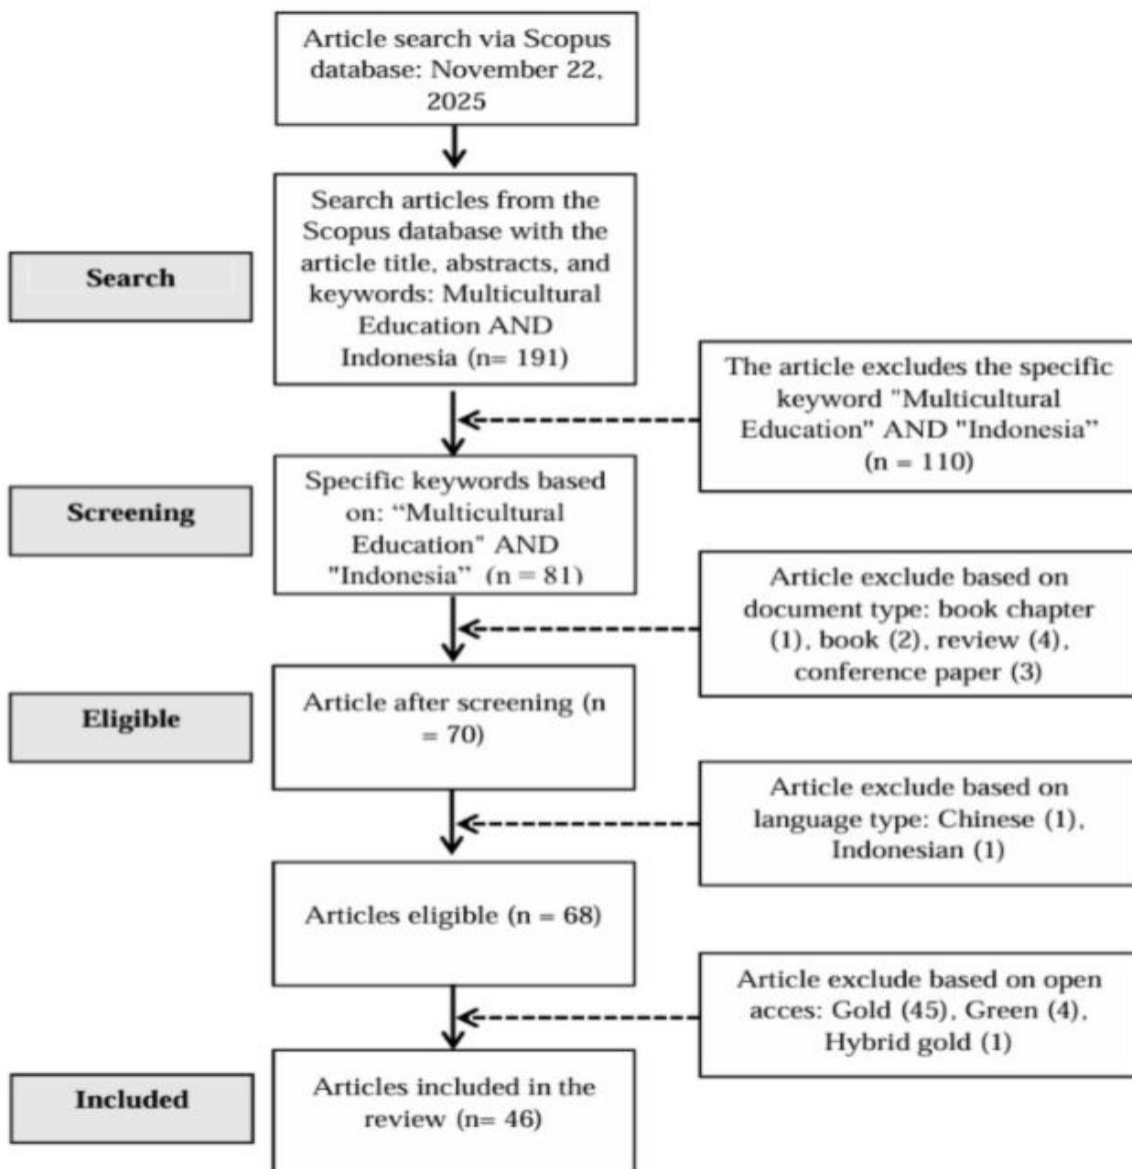 Article search via Scopus
database: November 22,
2025
Search articles from the
Scopus database with the
article title, abstracts, and
keywords: Multicultural
Education AND
Indonesia (n= 191)
Search
The article excludes the specific
keyword "Multicultural
Education" AND "Indonesia”
(n = 110)
Specific keywords based
on: “Multicultural
Education" AND
"Indonesia” (n = 81)
Screening
Article exclude based on
document type: book chapter
(1), book (2), review (4),
conference paper (3)
Article after screening (n
= 70)
Eligible
Article exclude based on
language type: Chinese (1),
Indonesian (1)
Articles eligible (n = 68)
Article exclude based on open
acces: Gold (45), Green (4),
Hybrid gold (1)
Articles included in the
review (n= 46)
Included